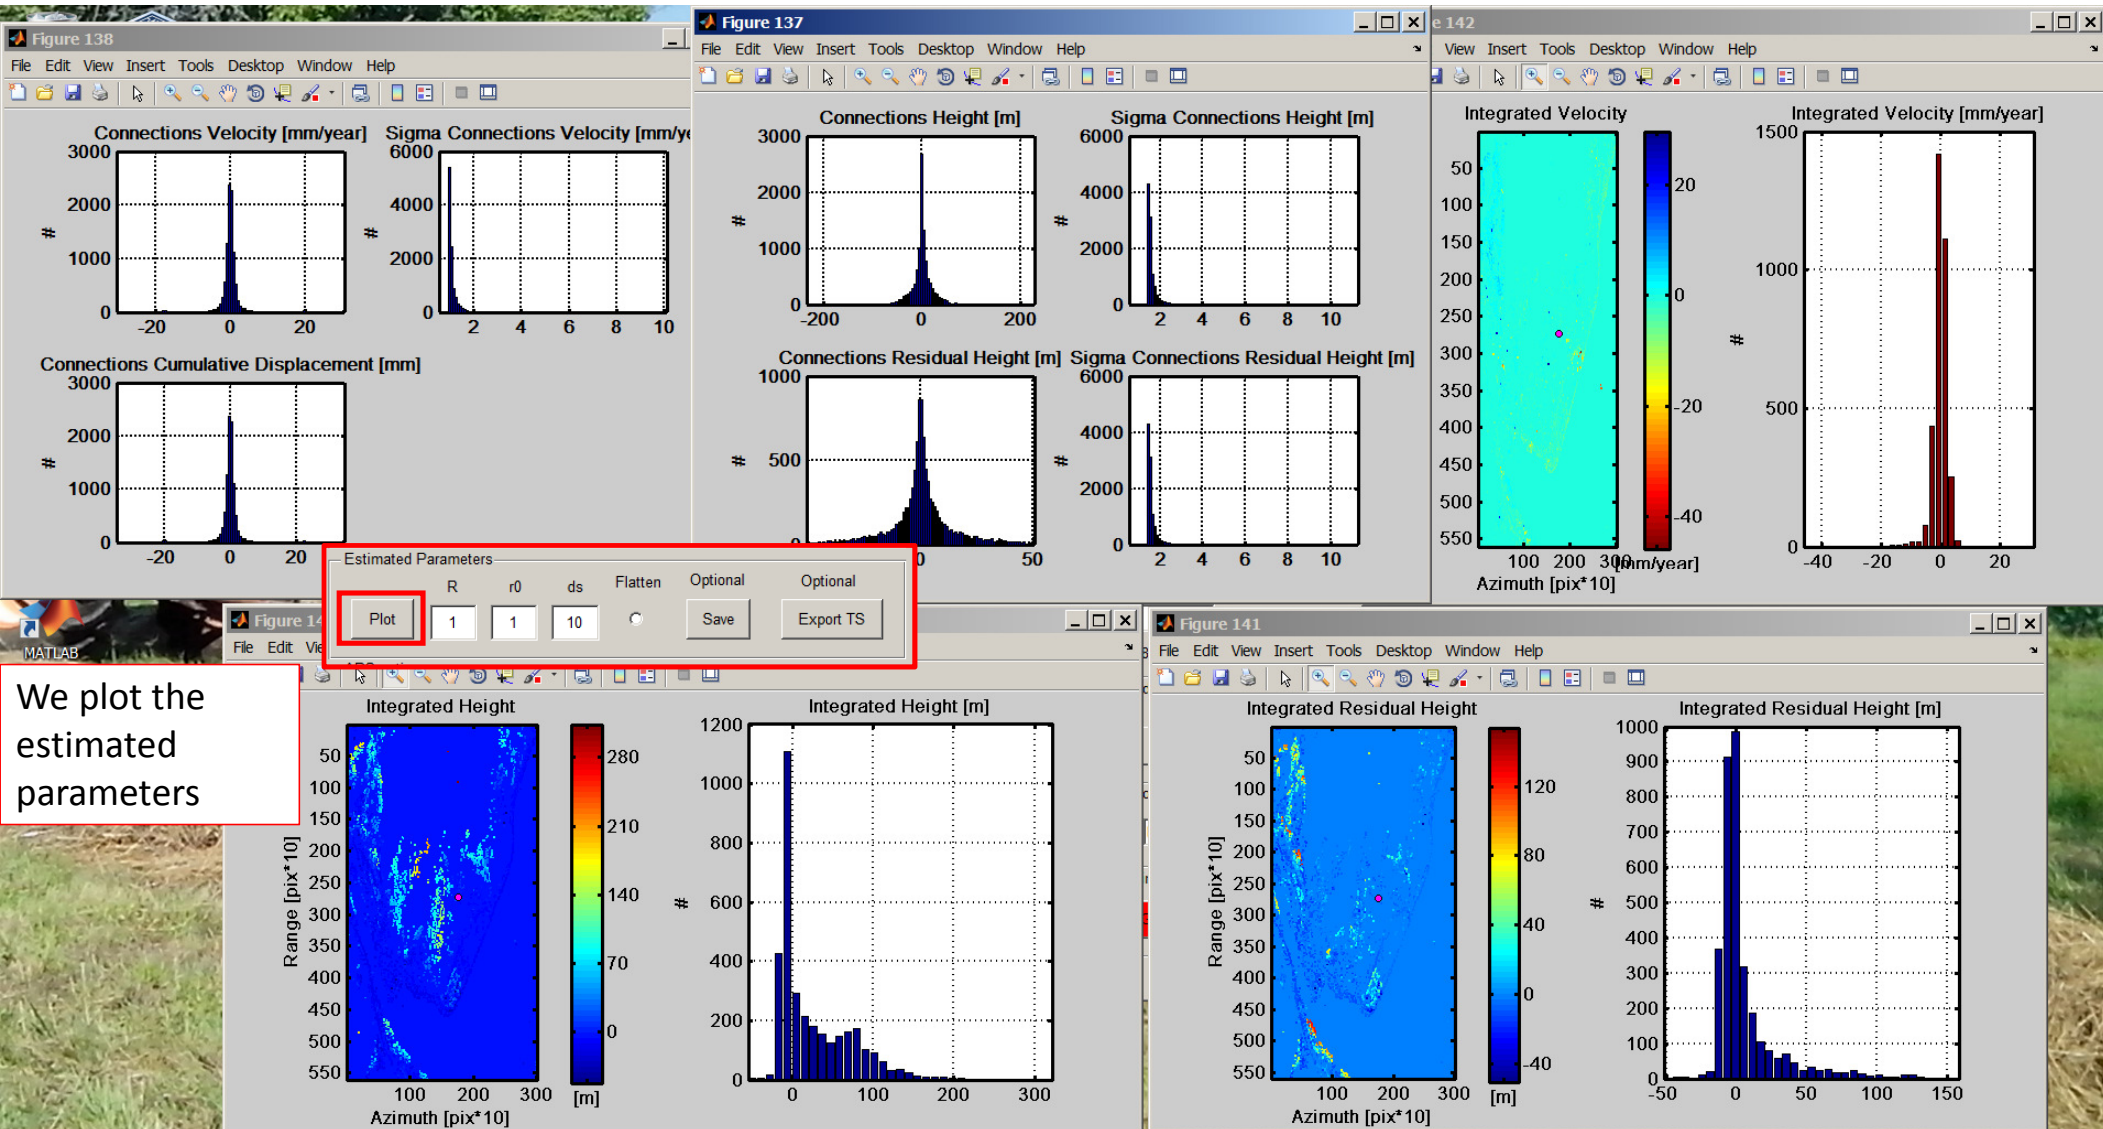 Figure 138
File Edit View Insert Tools Desktop Window Help
Connections Velocity [mm/year]
3000
2000
1000
0
#
-20 0 20
Sigma Connections Velocity [mm/ye
6000
4000
2000
0
#
2 4 6 8 10
Connections Cumulative Displacement [mm]
3000
2000
1000
0
#
-20 0 20
Figure 137
File Edit View Insert Tools Desktop Window Help
Connections Height [m]
3000
2000
1000
0
#
-200 0 200
Sigma Connections Height [m]
6000
4000
2000
0
#
2 4 6 8 10
Connections Residual Height [m]
1000
500
#
0 50
Sigma Connections Residual Height [m]
6000
4000
2000
0
#
2 4 6 8 10
e 142
View Insert Tools Desktop Window Help
Integrated Velocity
50
100
150
200
250
300
350
400
450
500
550
100 200 300
Azimuth [pix*10]
20
0
-20
-40
[mm/year]
Integrated Velocity [mm/year]
1500
1000
500
0
#
-40 -20 0 20
Estimated Parameters
R r0 ds Flatten Optional Optional
Plot 1 1 10 Save Export TS
MATLAB
We plot the
estimated
parameters
Figure 14
File Edit Vie
Integrated Height
50
100
150
200
250
300
350
400
450
500
550
Range [pix*10]
100 200 300
Azimuth [pix*10]
280
210
140
70
0
[m]
Integrated Height [m]
1200
1000
800
600
400
200
0
#
0 100 200 300
Figure 141
File Edit View Insert Tools Desktop Window Help
Integrated Residual Height
50
100
150
200
250
300
350
400
450
500
550
Range [pix*10]
100 200 300
Azimuth [pix*10]
120
80
40
0
-40
[m]
Integrated Residual Height [m]
1000
900
800
700
600
500
400
300
200
100
0
#
-50 0 50 100 150